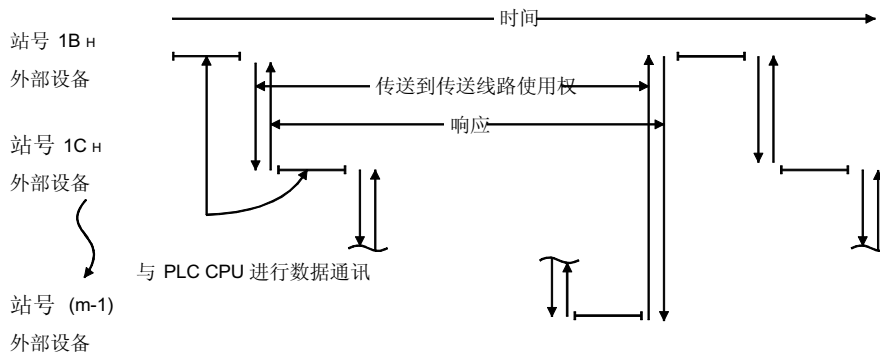 时间
站号 1B H
外部设备
传送到传送线路使用权
响应
站号 1C H
外部设备
与 PLC CPU 进行数据通讯
站号 (m-1)
外部设备